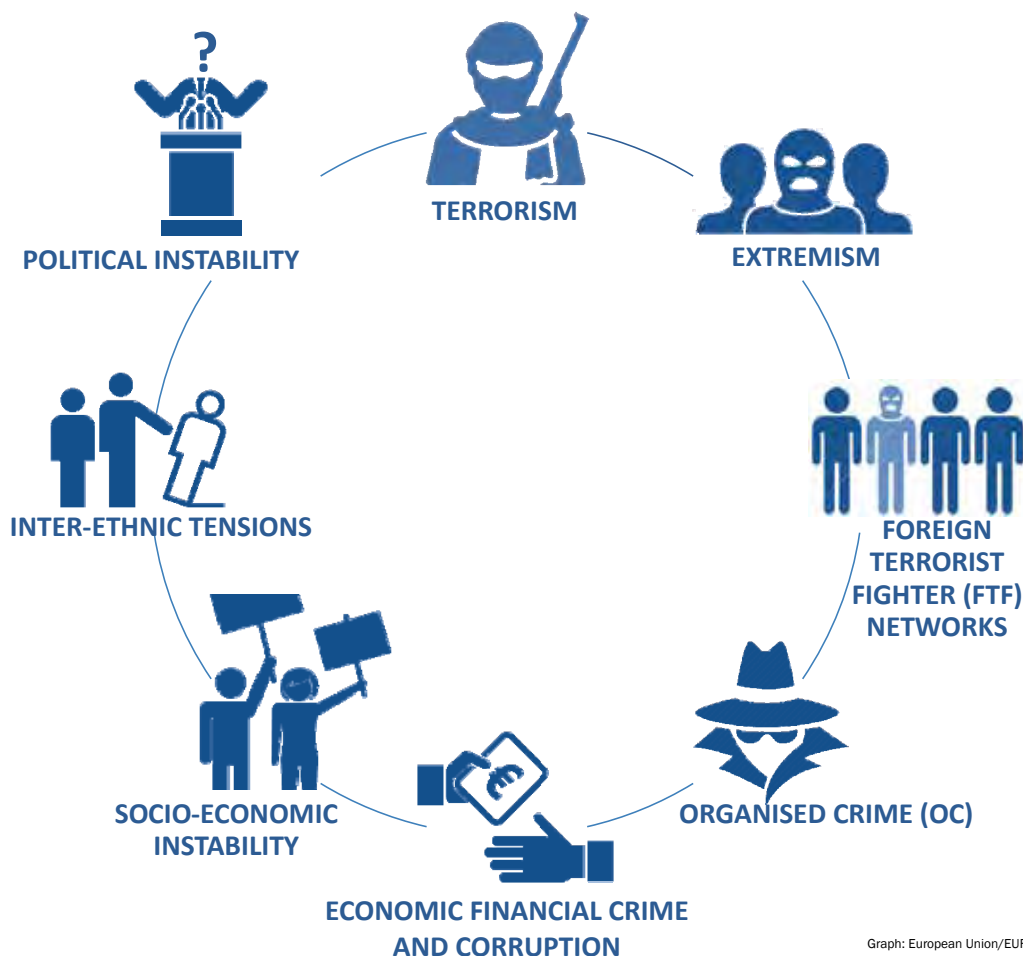 ?
TERRORISM
EXTREMISM
POLITICAL INSTABILITY
INTER-ETHNIC TENSIONS
FOREIGN
TERRORIST
FIGHTER (FTF)
NETWORKS
€
SOCIO-ECONOMIC
INSTABILITY
ORGANISED CRIME (OC)
ECONOMIC FINANCIAL CRIME
AND CORRUPTION
Graph: European Union/EUF